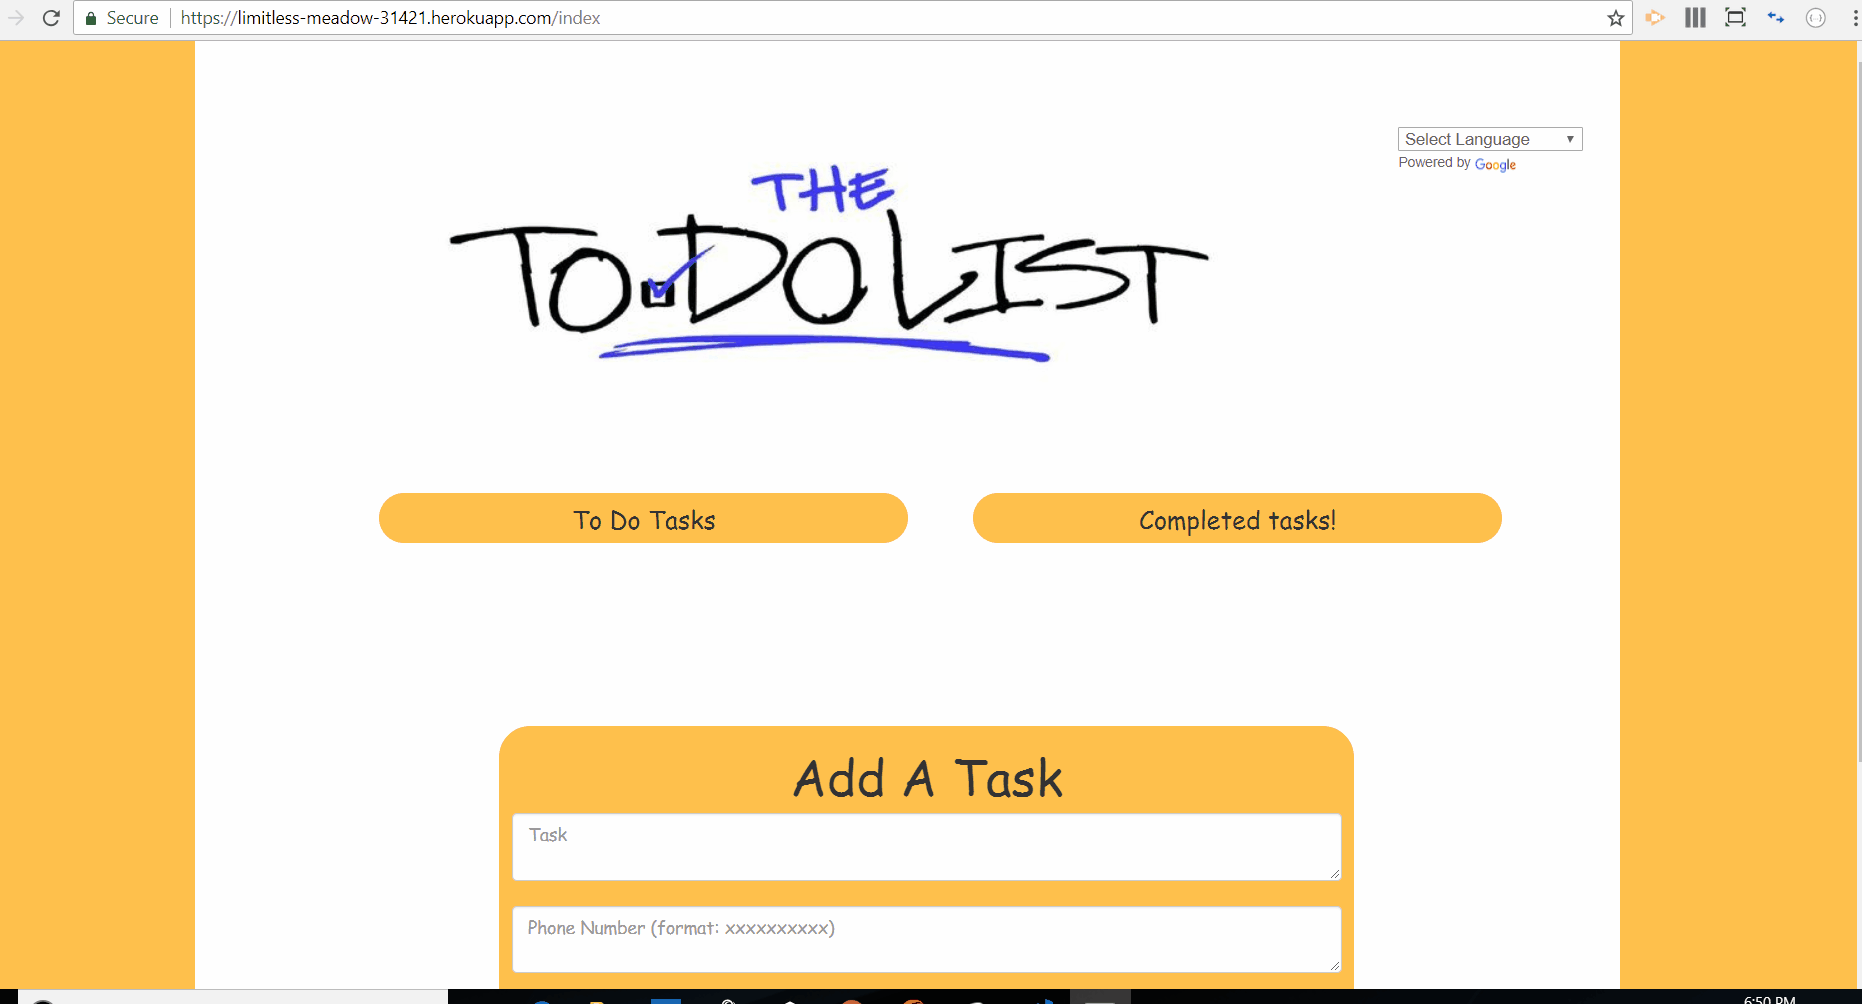 Secure https://limitless-meadow-31421.herokuapp.com/index
Select Language
Powered by Google
THE
TO DO LIST
To Do Tasks
Completed tasks!
Add A Task
Task
Phone Number (format: xxxxxxxxxx)
6:50 PM